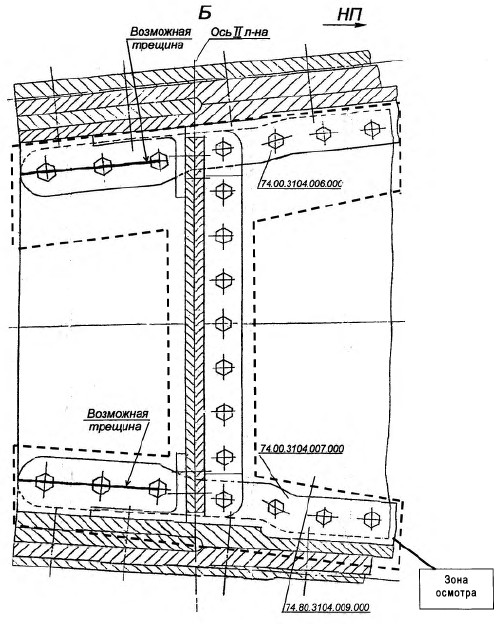 Б
НП
Возможная
трещина
Ось II л-на
74.00.3104.006.000
Возможная
трещина
74.00.3104.007.000
74.80.3104.009.000
Зона
осмотра